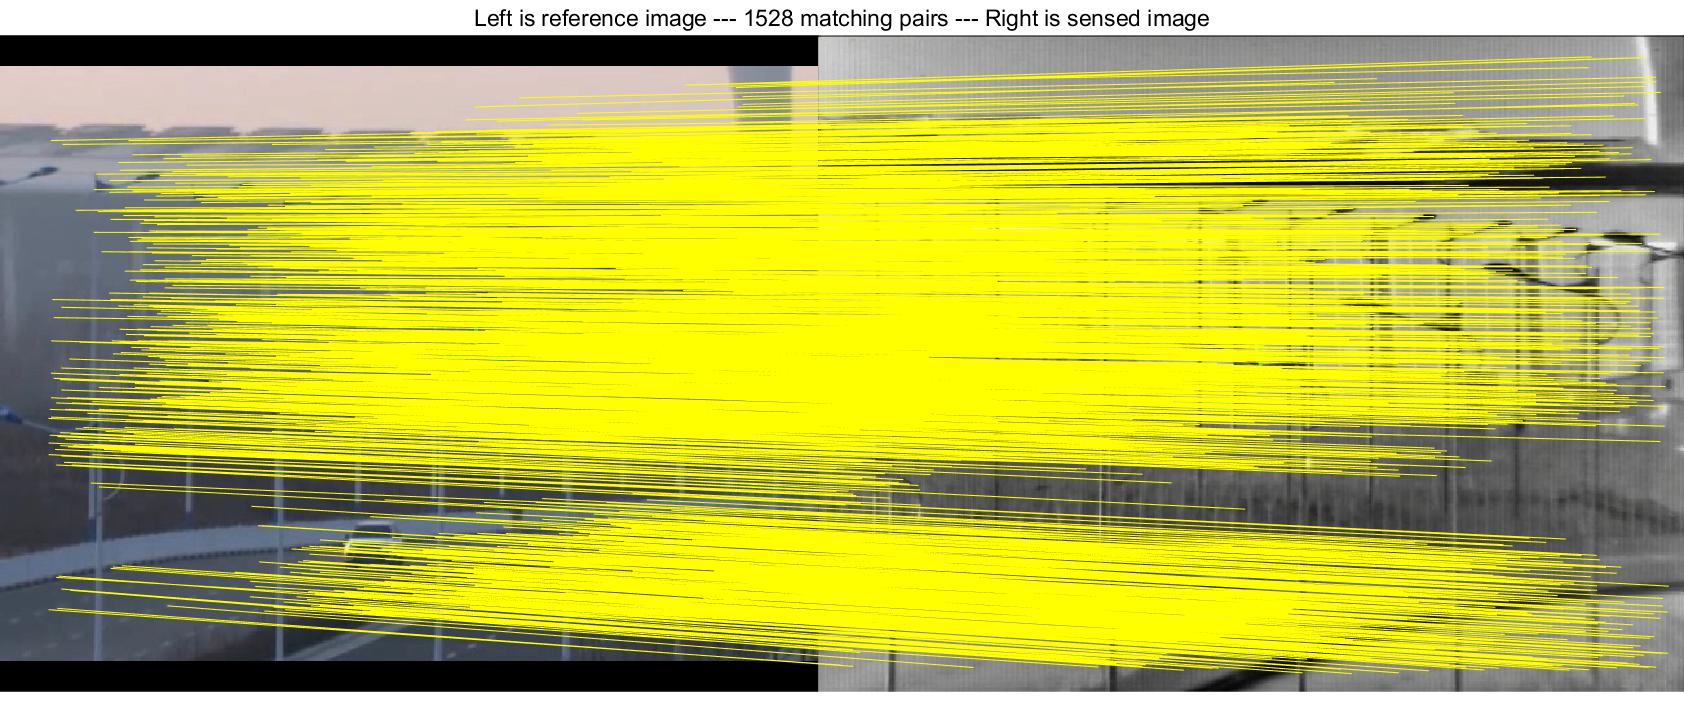 Left is reference image --- 1528 matching pairs --- Right is sensed image